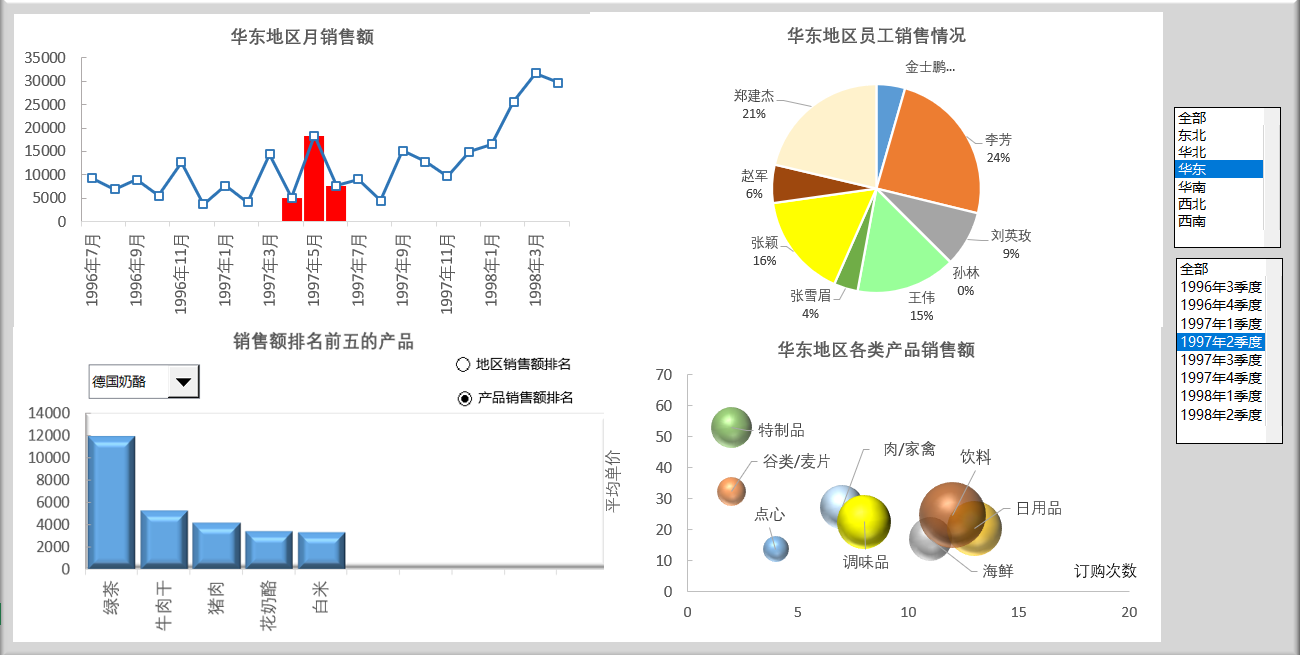 华东地区月销售额
35000
30000
25000
20000
15000
10000
5000
0
1996年7月
1996年9月
1996年11月
1997年1月
1997年3月
1997年5月
1997年7月
1997年9月
1997年11月
1998年1月
1998年3月
华东地区员工销售情况
金士鹏...
李芳
24%
刘英玫
9%
孙林
0%
王伟
15%
张雪眉
4%
张颖
16%
赵军
6%
郑建杰
21%
销售额排名前五的产品
德国奶酪
地区销售额排名
产品销售额排名
14000
12000
10000
8000
6000
4000
2000
0
绿茶
牛肉干
猪肉
花奶酪
白米
华东地区各类产品销售额
平均单价
70
60
50
40
30
20
10
0
特制品
谷类/麦片
点心
肉/家禽
调味品
饮料
日用品
海鲜
订购次数
0
5
10
15
20
全部
东北
华北
华东
华南
西北
西南
全部
1996年3季度
1996年4季度
1997年1季度
1997年2季度
1997年3季度
1997年4季度
1998年1季度
1998年2季度